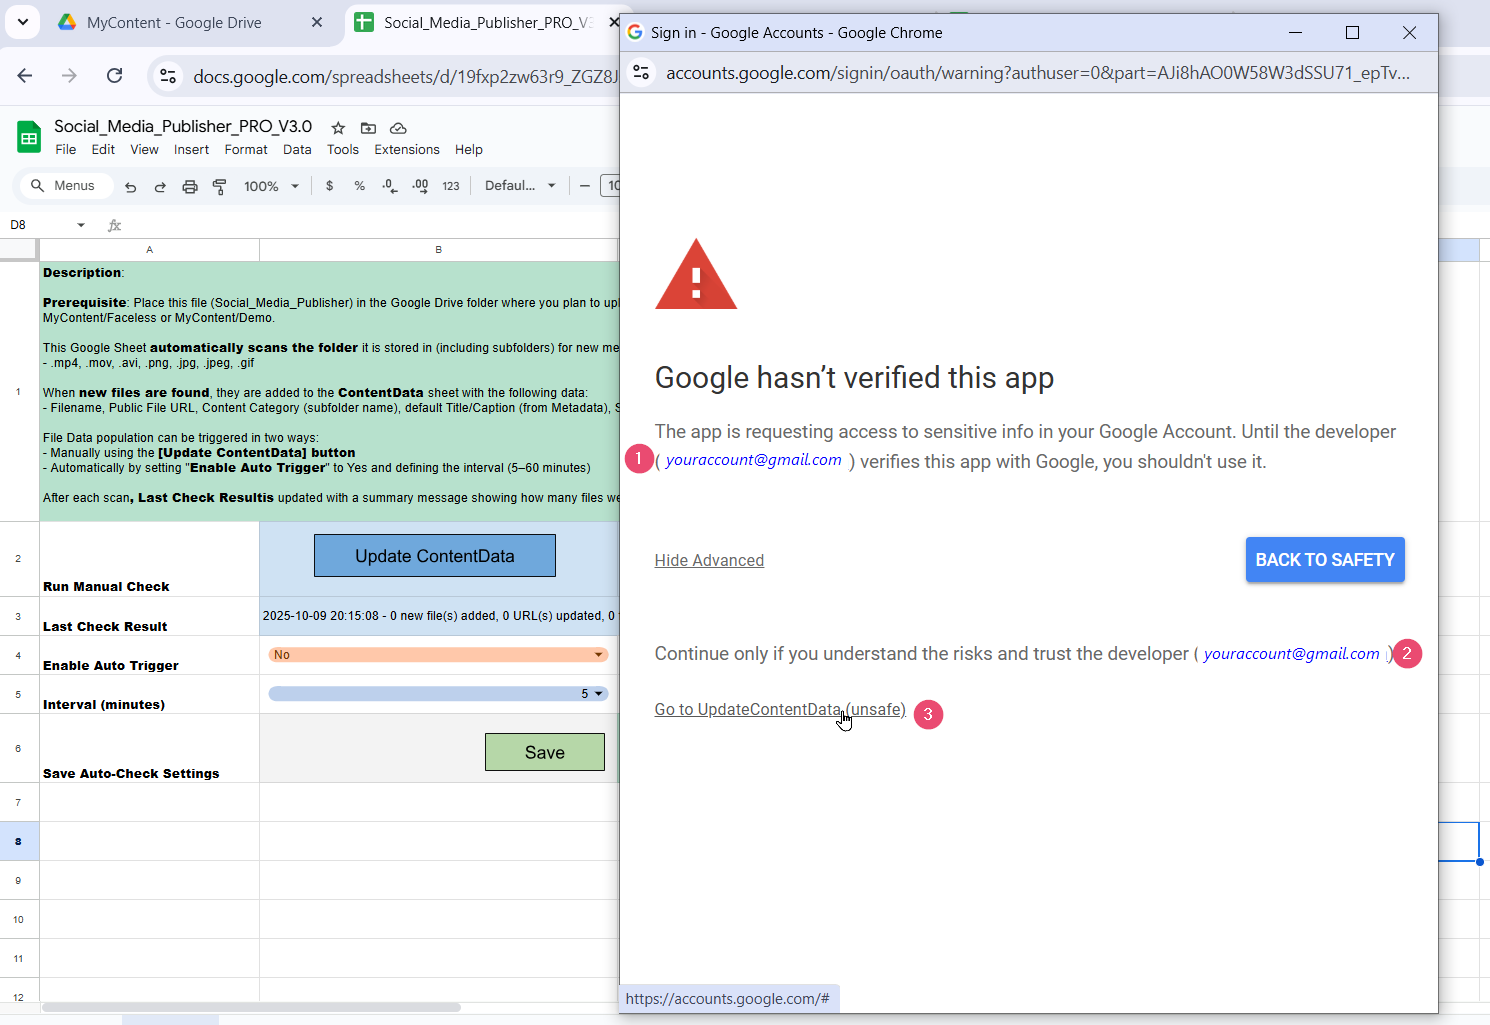 MyContent - Google Drive
Social_Media_Publisher_PRO_V
docs.google.com/spreadsheets/d/19fxp2zw63r9_ZGZ8J
Social_Media_Publisher_PRO_V3.0
File Edit View Insert Format Data Tools Extensions Help
Menus 100% $ % .0 .00 123 Defaul... 10
D8 fx
A B
Description:
Prerequisite: Place this file (Social_Media_Publisher) in the Google Drive folder where you plan to upl
MyContent/Faceless or MyContent/Demo.
This Google Sheet automatically scans the folder it is stored in (including subfolders) for new me
- .mp4, .mov, .avi, .png, .jpg, .jpeg, .gif
When new files are found, they are added to the ContentData sheet with the following data:
- Filename, Public File URL, Content Category (subfolder name), default Title/Caption (from Metadata), S
File Data population can be triggered in two ways:
- Manually using the [Update ContentData] button
- Automatically by setting "Enable Auto Trigger" to Yes and defining the interval (5–60 minutes)
After each scan, Last Check Resultis updated with a summary message showing how many files we
1
2
Run Manual Check
Update ContentData
3
Last Check Result
2025-10-09 20:15:08 - 0 new file(s) added, 0 URL(s) updated, 0
4
Enable Auto Trigger
No
5
Interval (minutes)
5
6
Save Auto-Check Settings
Save
7
8
9
10
11
12
Sign in - Google Accounts - Google Chrome
accounts.google.com/signin/oauth/warning?authuser=0&part=AJi8hAO0W58W3dSSU71_epTv...
Google hasn’t verified this app
The app is requesting access to sensitive info in your Google Account. Until the developer
1 ( youraccount@gmail.com ) verifies this app with Google, you shouldn't use it.
Hide Advanced
BACK TO SAFETY
Continue only if you understand the risks and trust the developer ( youraccount@gmail.com ) 2
Go to UpdateContentData (unsafe) 3
https://accounts.google.com/#